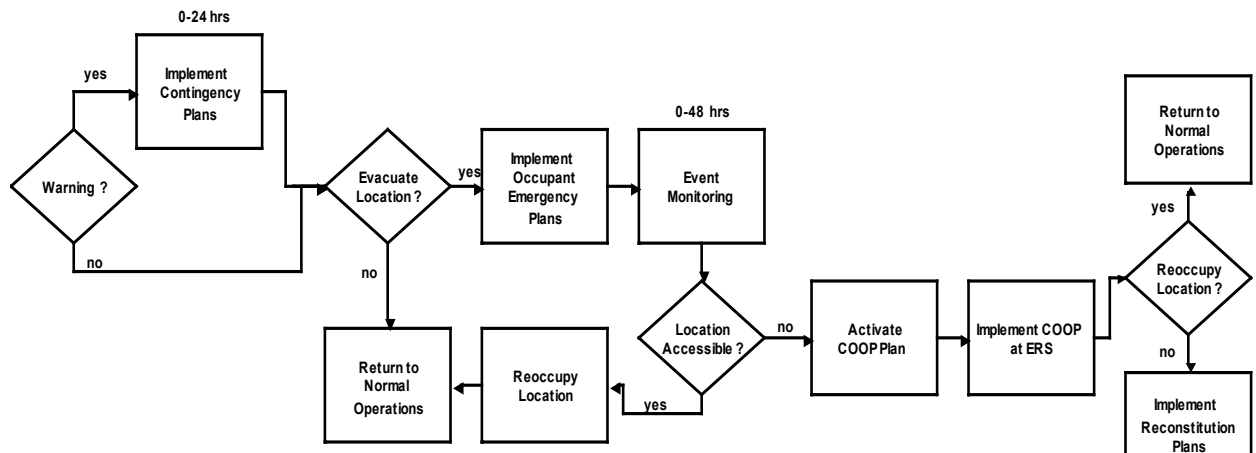 0-24 hrs
yes
Implement
Contingency
Plans
Warning ?
no
Evacuate
Location ?
yes
no
Implement
Occupant
Emergency
Plans
0-48 hrs
Event
Monitoring
Location
Accessible ?
no
yes
Reoccupy
Location
Return to
Normal
Operations
Activate
COOP Plan
Implement COOP
at ERS
Reoccupy
Location ?
yes
Return to
Normal
Operations
no
Implement
Reconstitution
Plans